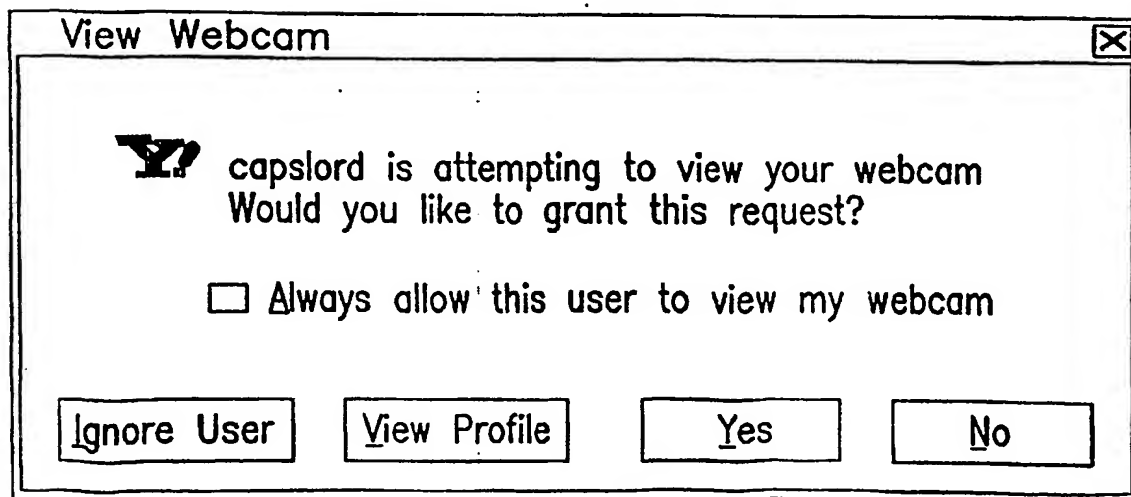 View Webcam
Y!
capslord is attempting to view your webcam
Would you like to grant this request?
Always allow this user to view my webcam
Ignore User
View Profile
Yes
No